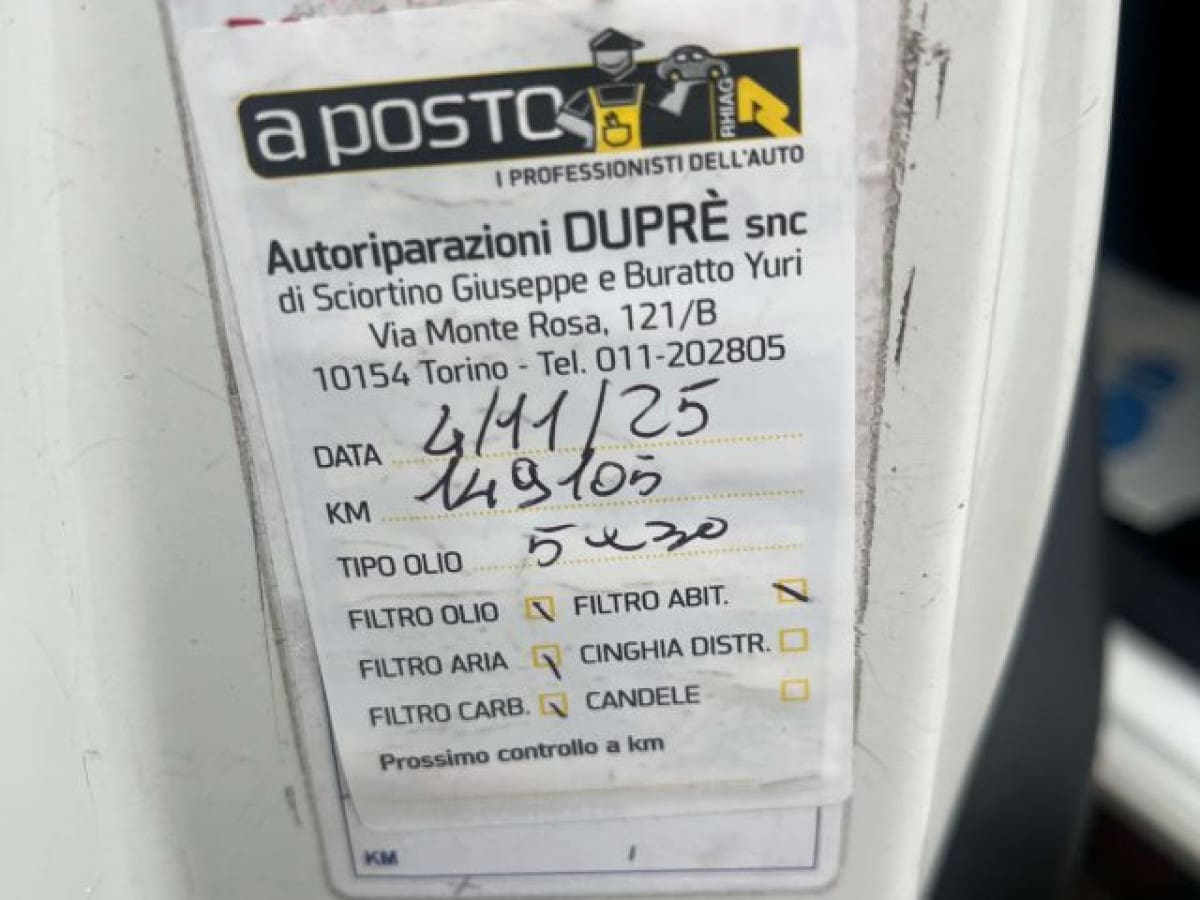 a posto
RHIAG
I PROFESSIONISTI DELL'AUTO
Autoriparazioni DUPRÈ snc
di Sciortino Giuseppe e Buratto Yuri
Via Monte Rosa, 121/B
10154 Torino - Tel. 011-202805
DATA 4/11/25
KM 149105
TIPO OLIO 5w30
FILTRO OLIO FILTRO ABIT.
FILTRO ARIA CINGHIA DISTR.
FILTRO CARB. CANDELE
Prossimo controllo a km
KM /